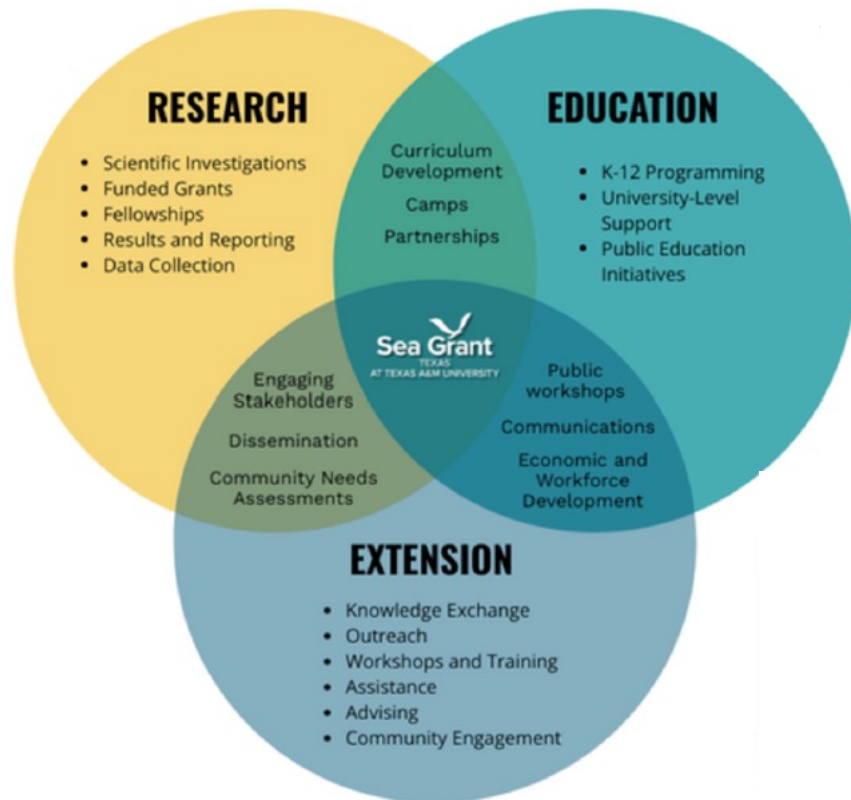 RESEARCH
• Scientific Investigations
• Funded Grants
• Fellowships
• Results and Reporting
• Data Collection
Curriculum
Development
Camps
Partnerships
EDUCATION
• K-12 Programming
• University-Level
Support
• Public Education
Initiatives
Sea Grant
TEXAS
AT TEXAS A&M UNIVERSITY
Engaging
Stakeholders
Dissemination
Community Needs
Assessments
Public
workshops
Communications
Economic and
Workforce
Development
EXTENSION
• Knowledge Exchange
• Outreach
• Workshops and Training
• Assistance
• Advising
• Community Engagement